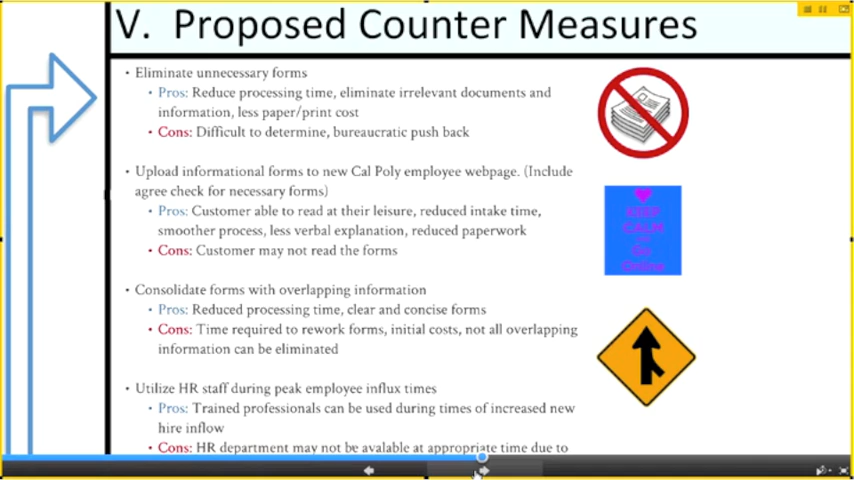 V. Proposed Counter Measures
• Eliminate unnecessary forms
• Pros: Reduce processing time, eliminate irrelevant documents and
information, less paper/print cost
• Cons: Difficult to determine, bureaucratic push back
• Upload informational forms to new Cal Poly employee webpage. (Include
agree check for necessary forms)
• Pros: Customer able to read at their leisure, reduced intake time,
smoother process, less verbal explanation, reduced paperwork
• Cons: Customer may not read the forms
KEEP
CALM
Go
Online
• Consolidate forms with overlapping information
• Pros: Reduced processing time, clear and concise forms
• Cons: Time required to rework forms, initial costs, not all overlapping
information can be eliminated
• Utilize HR staff during peak employee influx times
• Pros: Trained professionals can be used during times of increased new
hire inflow
• Cons: HR department may not be avalable at appropriate time due to